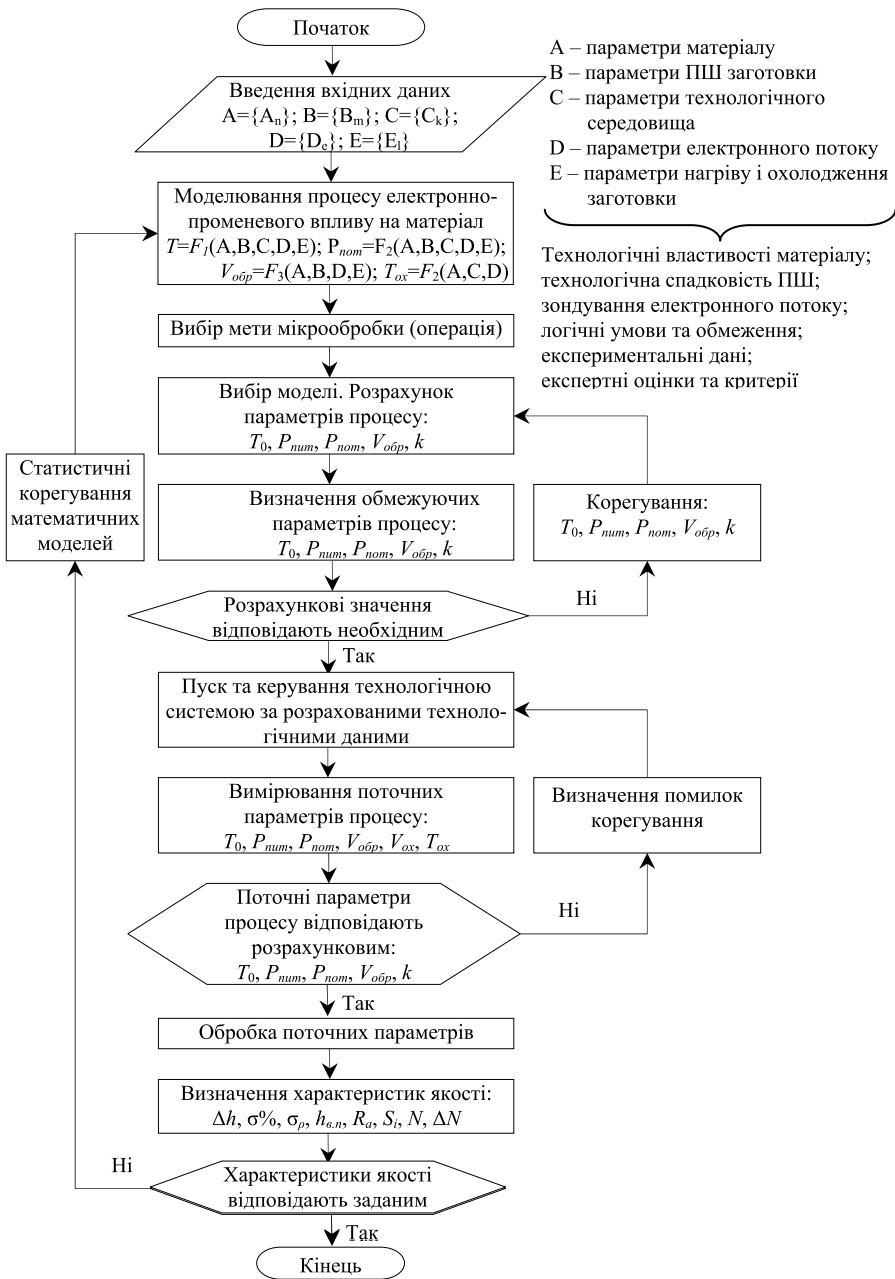 Початок
Введення вхідних даних
A={Aₙ}; B={Bₘ}; C={Cₖ};
D={Dₑ}; E={Eₗ}
A – параметри матеріалу
B – параметри ПШ заготовки
C – параметри технологічного
середовища
D – параметри електронного потоку
E – параметри нагріву і охолодження
заготовки
Технологічні властивості матеріалу;
технологічна спадковість ПШ;
зондування електронного потоку;
логічні умови та обмеження;
експериментальні дані;
експертні оцінки та критерії
Моделювання процесу електронно-
променевого впливу на матеріал
T=F₁(A,B,C,D,E); Pпот=F₂(A,B,C,D,E);
Vобр=F₃(A,B,D,E); Tох=F₂(A,C,D)
Вибір мети мікрообробки (операція)
Вибір моделі. Розрахунок
параметрів процесу:
T₀, Pпит, Pпот, Vобр, k
Статистичні
корегування
математичних
моделей
Визначення обмежуючих
параметрів процесу:
T₀, Pпит, Pпот, Vобр, k
Корегування:
T₀, Pпит, Pпот, Vобр, k
Розрахункові значення
відповідають необхідним
Ні
Так
Пуск та керування технологічною
системою за розрахованими техноло-
гічними даними
Вимірювання поточних
параметрів процесу:
T₀, Pпит, Pпот, Vобр, Vох, Tох
Визначення помилок
корегування
Поточні параметри
процесу відповідають
розрахунковим:
T₀, Pпит, Pпот, Vобр, k
Ні
Так
Обробка поточних параметрів
Визначення характеристик якості:
Δh, σ%, σρ, hв.п, Rₐ, Sᵢ, N, ΔN
Ні
Характеристики якості
відповідають заданим
Так
Кінець